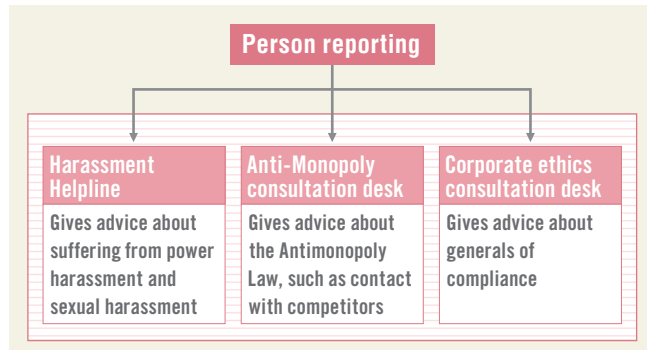 Person reporting
Harassment
Helpline
Gives advice about
suffering from power
harassment and
sexual harassment
Anti-Monopoly
consultation desk
Gives advice about
the Antimonopoly
Law, such as contact
with competitors
Corporate ethics
consultation desk
Gives advice about
generals of
compliance